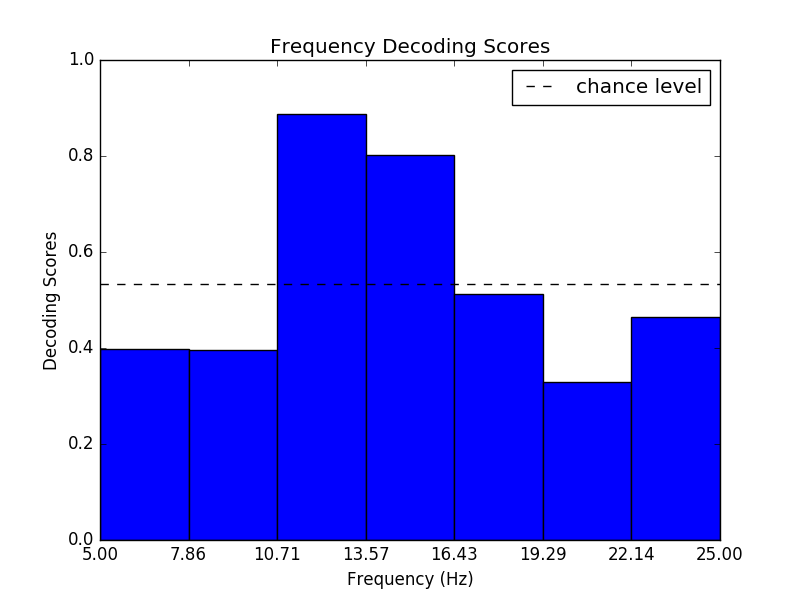 Frequency Decoding Scores
chance level
1.0
0.8
0.6
0.4
0.2
0.0
Decoding Scores
5.00 7.86 10.71 13.57 16.43 19.29 22.14 25.00
Frequency (Hz)